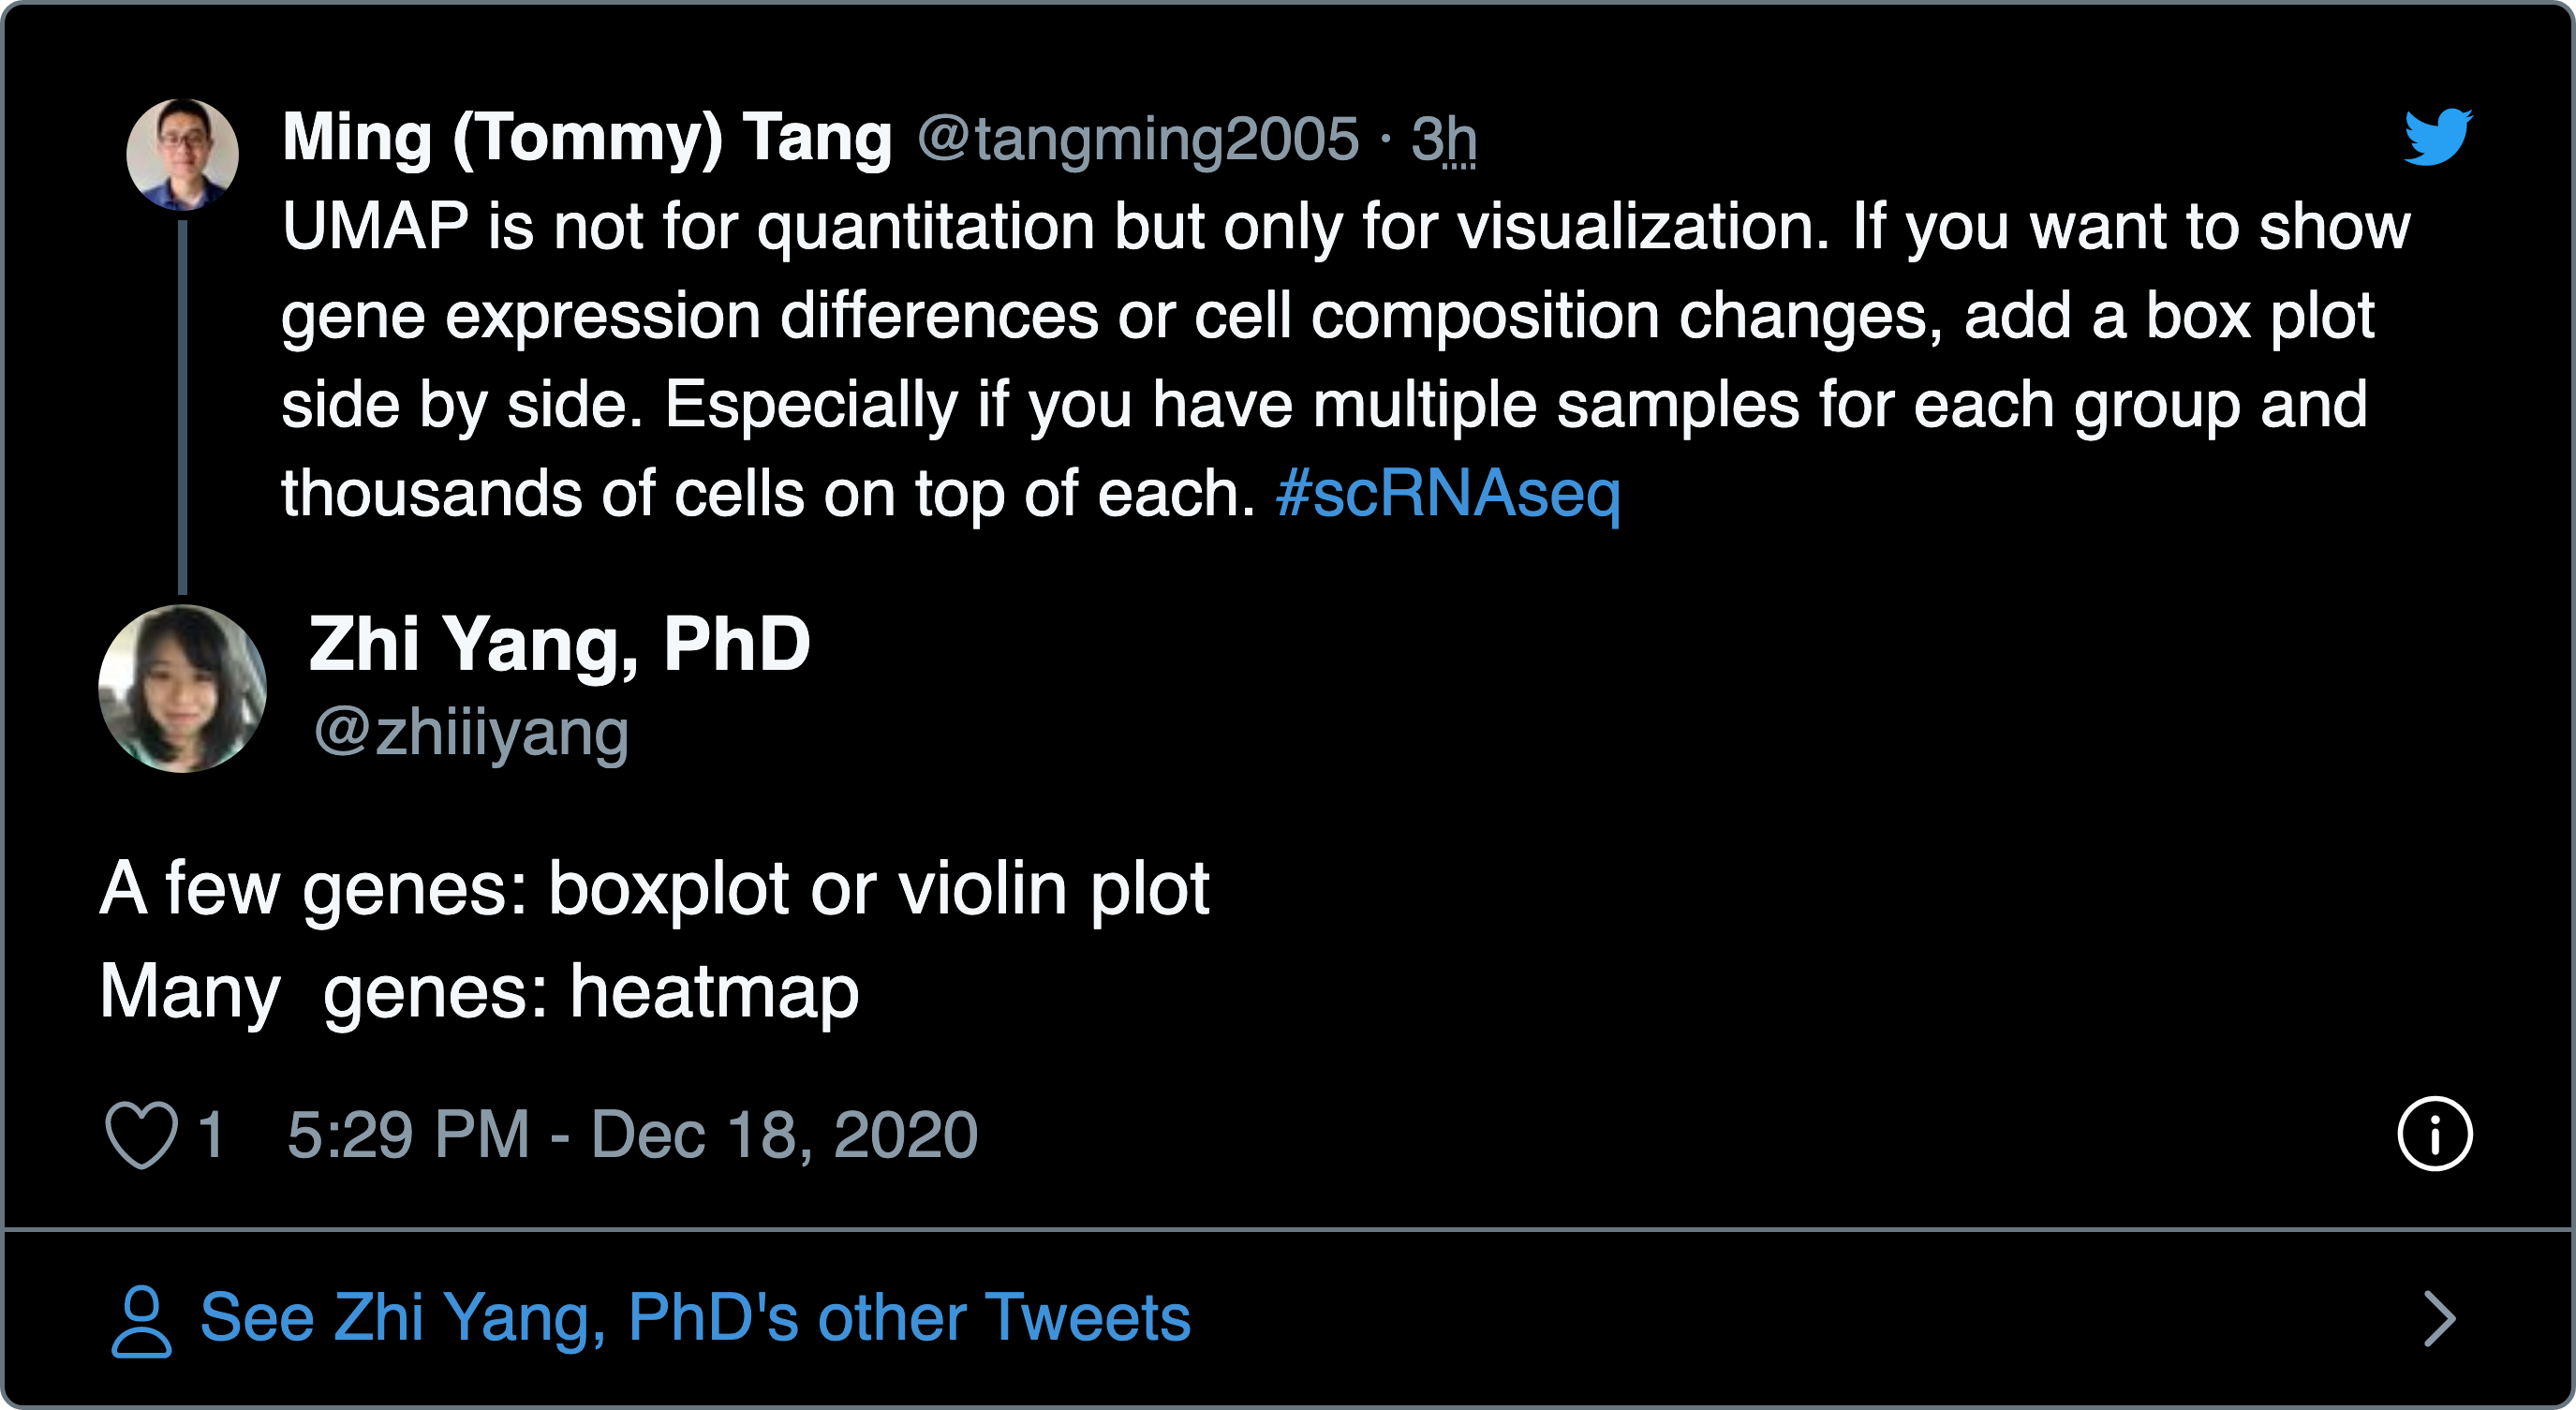 Ming (Tommy) Tang @tangming2005 · 3h
UMAP is not for quantitation but only for visualization. If you want to show
gene expression differences or cell composition changes, add a box plot
side by side. Especially if you have multiple samples for each group and
thousands of cells on top of each. #scRNAseq
Zhi Yang, PhD
@zhiiiyang
A few genes: boxplot or violin plot
Many  genes: heatmap
1 5:29 PM - Dec 18, 2020
See Zhi Yang, PhD's other Tweets